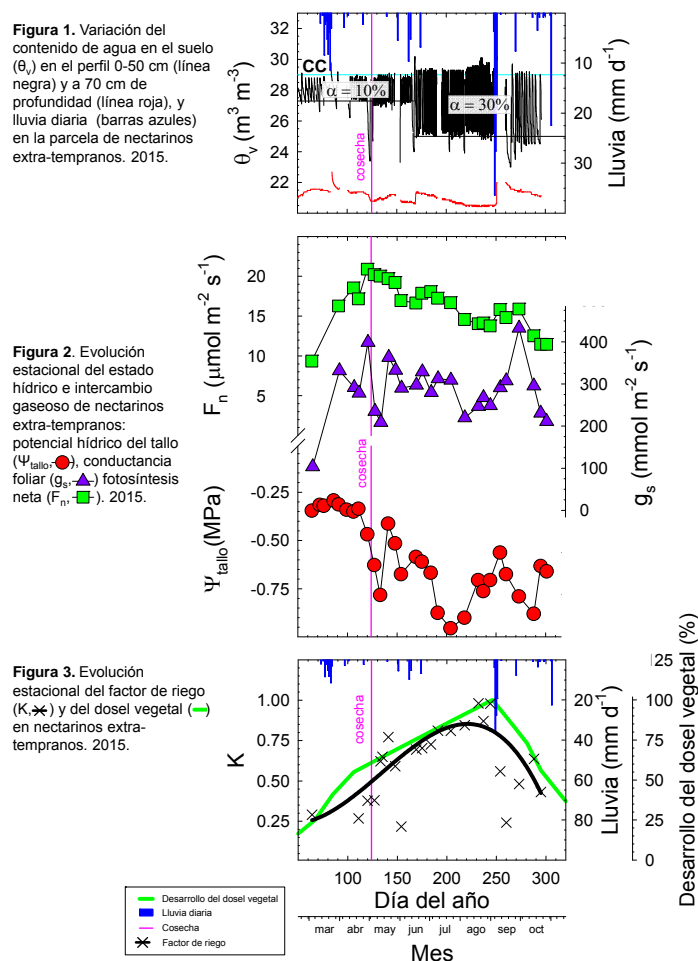 Figura 1. Variación del
contenido de agua en el suelo
(θv) en el perfil 0-50 cm (línea
negra) y a 70 cm de
profundidad (línea roja), y
lluvia diaria (barras azules)
en la parcela de nectarinos
extra-tempranos. 2015.
θv (m³ m⁻³)
32
30
28
26
24
22
CC
α = 10%
α = 30%
cosecha
10
20
30
Lluvia (mm d⁻¹)
Figura 2. Evolución
estacional del estado
hídrico e intercambio
gaseoso de nectarinos
extra-tempranos:
potencial hídrico del tallo
(Ψtallo, ), conductancia
foliar (gs, ) fotosíntesis
neta (Fn, ). 2015.
Fn (μmol m⁻² s⁻¹)
20
15
10
5
cosecha
400
300
200
100
0
gs (mmol m⁻² s⁻¹)
Ψtallo(MPa)
-0.25
-0.50
-0.75
Figura 3. Evolución
estacional del factor de riego
(K, ) y del dosel vegetal ( )
en nectarinos extra-
tempranos. 2015.
K
1.00
0.75
0.50
0.25
cosecha
20
40
60
80
Lluvia (mm d⁻¹)
25
100
75
50
25
0
Desarrollo del dosel vegetal (%)
100 150 200 250 300
Día del año
mar abr may jun jul ago sep oct
Mes
Desarrollo del dosel vegetal
Lluvia diaria
Cosecha
Factor de riego